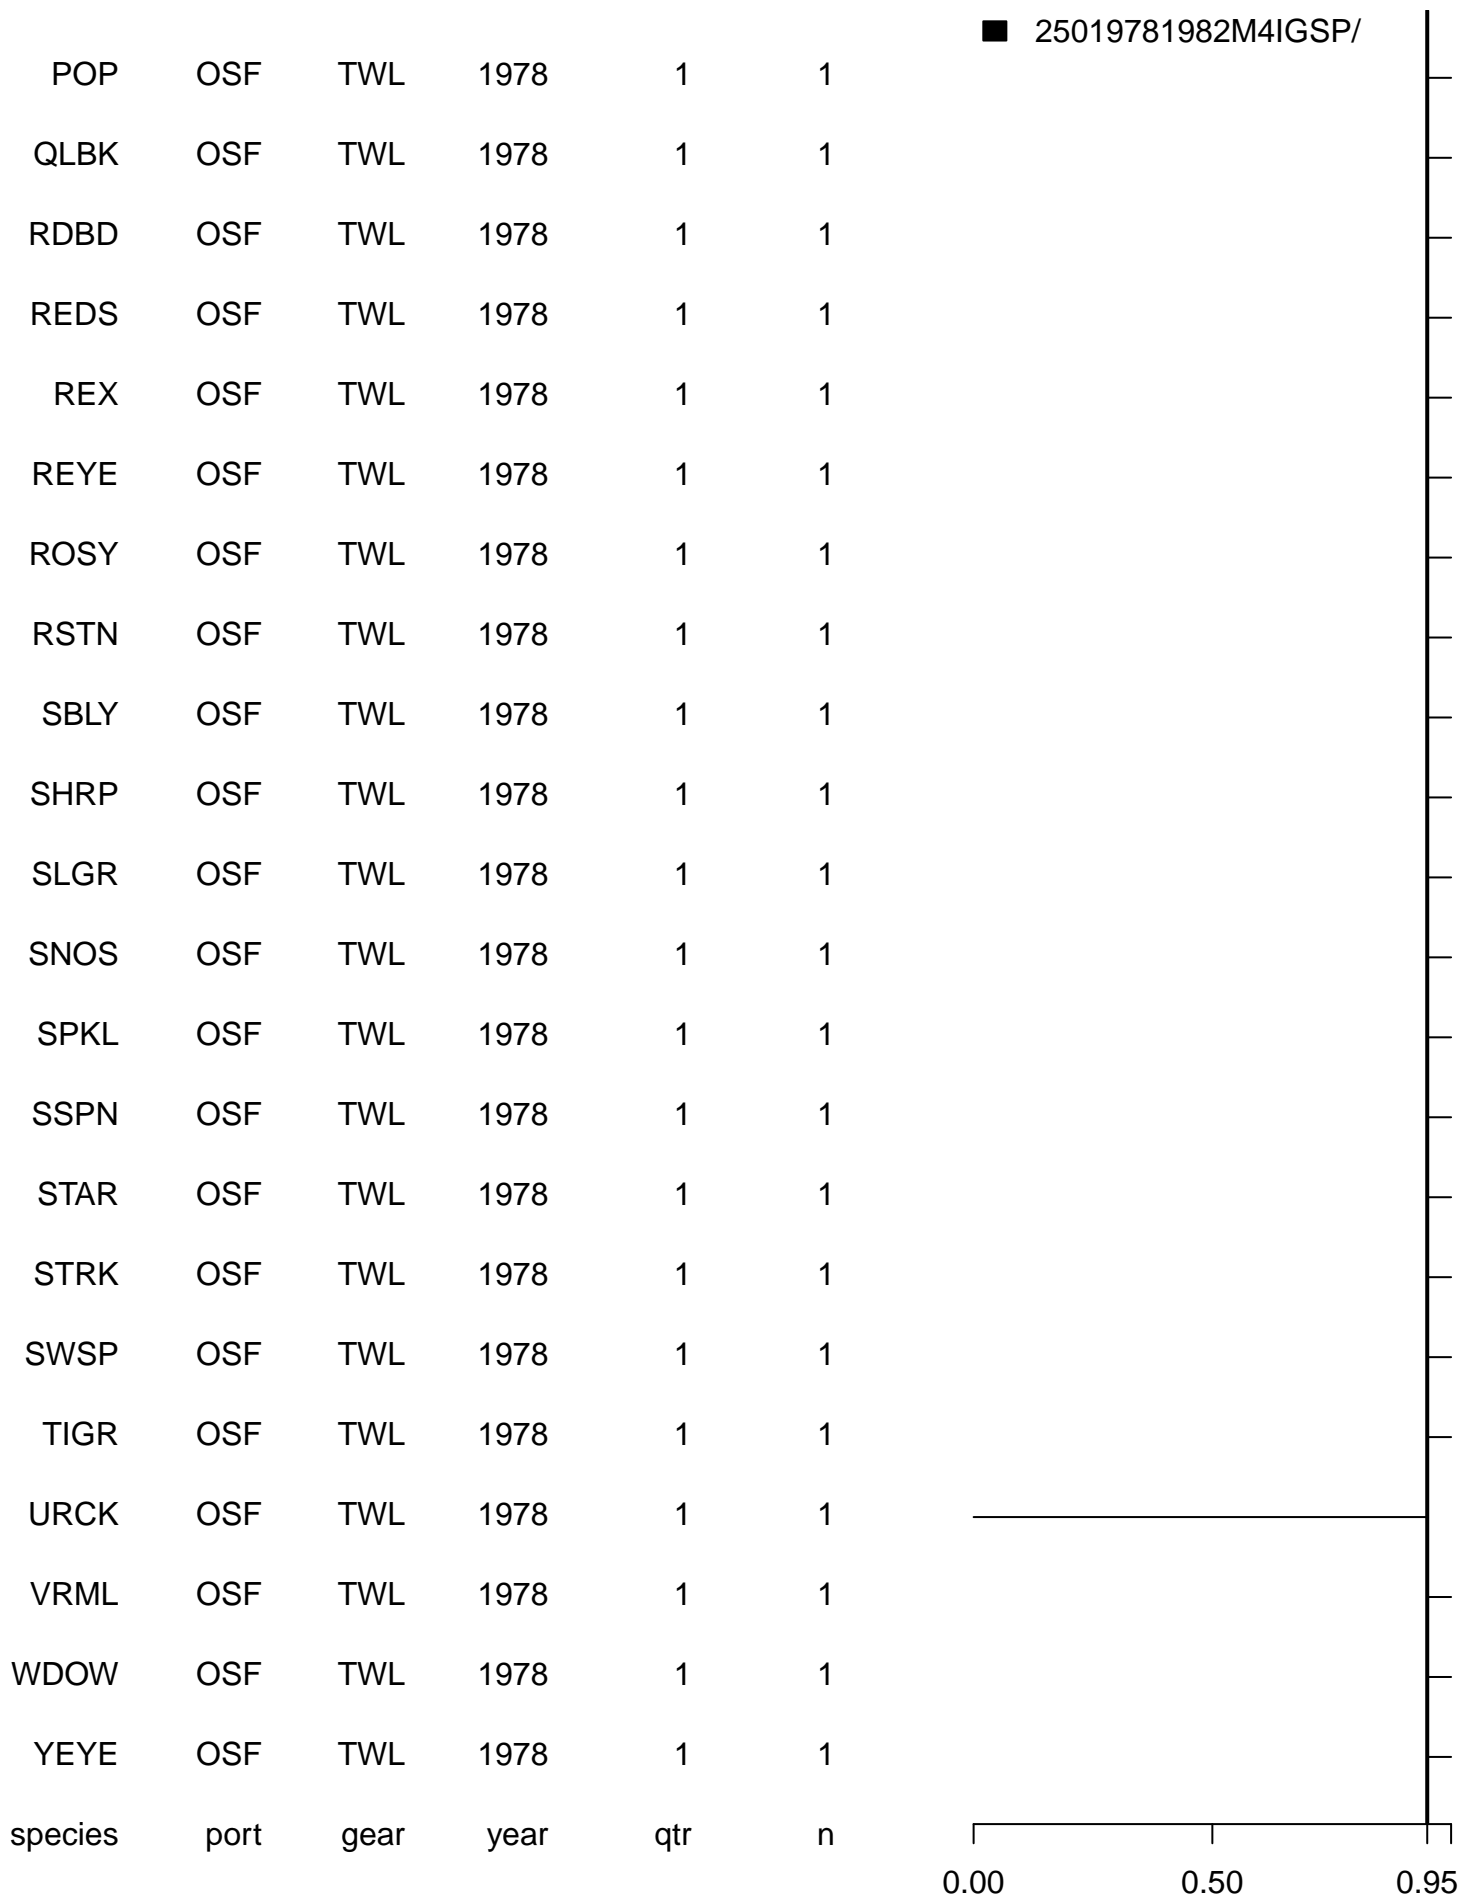 25019781982M4IGSP/
POP OSF TWL 1978 1 1
QLBK OSF TWL 1978 1 1
RDBD OSF TWL 1978 1 1
REDS OSF TWL 1978 1 1
REX OSF TWL 1978 1 1
REYE OSF TWL 1978 1 1
ROSY OSF TWL 1978 1 1
RSTN OSF TWL 1978 1 1
SBLY OSF TWL 1978 1 1
SHRP OSF TWL 1978 1 1
SLGR OSF TWL 1978 1 1
SNOS OSF TWL 1978 1 1
SPKL OSF TWL 1978 1 1
SSPN OSF TWL 1978 1 1
STAR OSF TWL 1978 1 1
STRK OSF TWL 1978 1 1
SWSP OSF TWL 1978 1 1
TIGR OSF TWL 1978 1 1
URCK OSF TWL 1978 1 1
VRML OSF TWL 1978 1 1
WDOW OSF TWL 1978 1 1
YEYE OSF TWL 1978 1 1
species port gear year qtr n
0.00 0.50 0.95